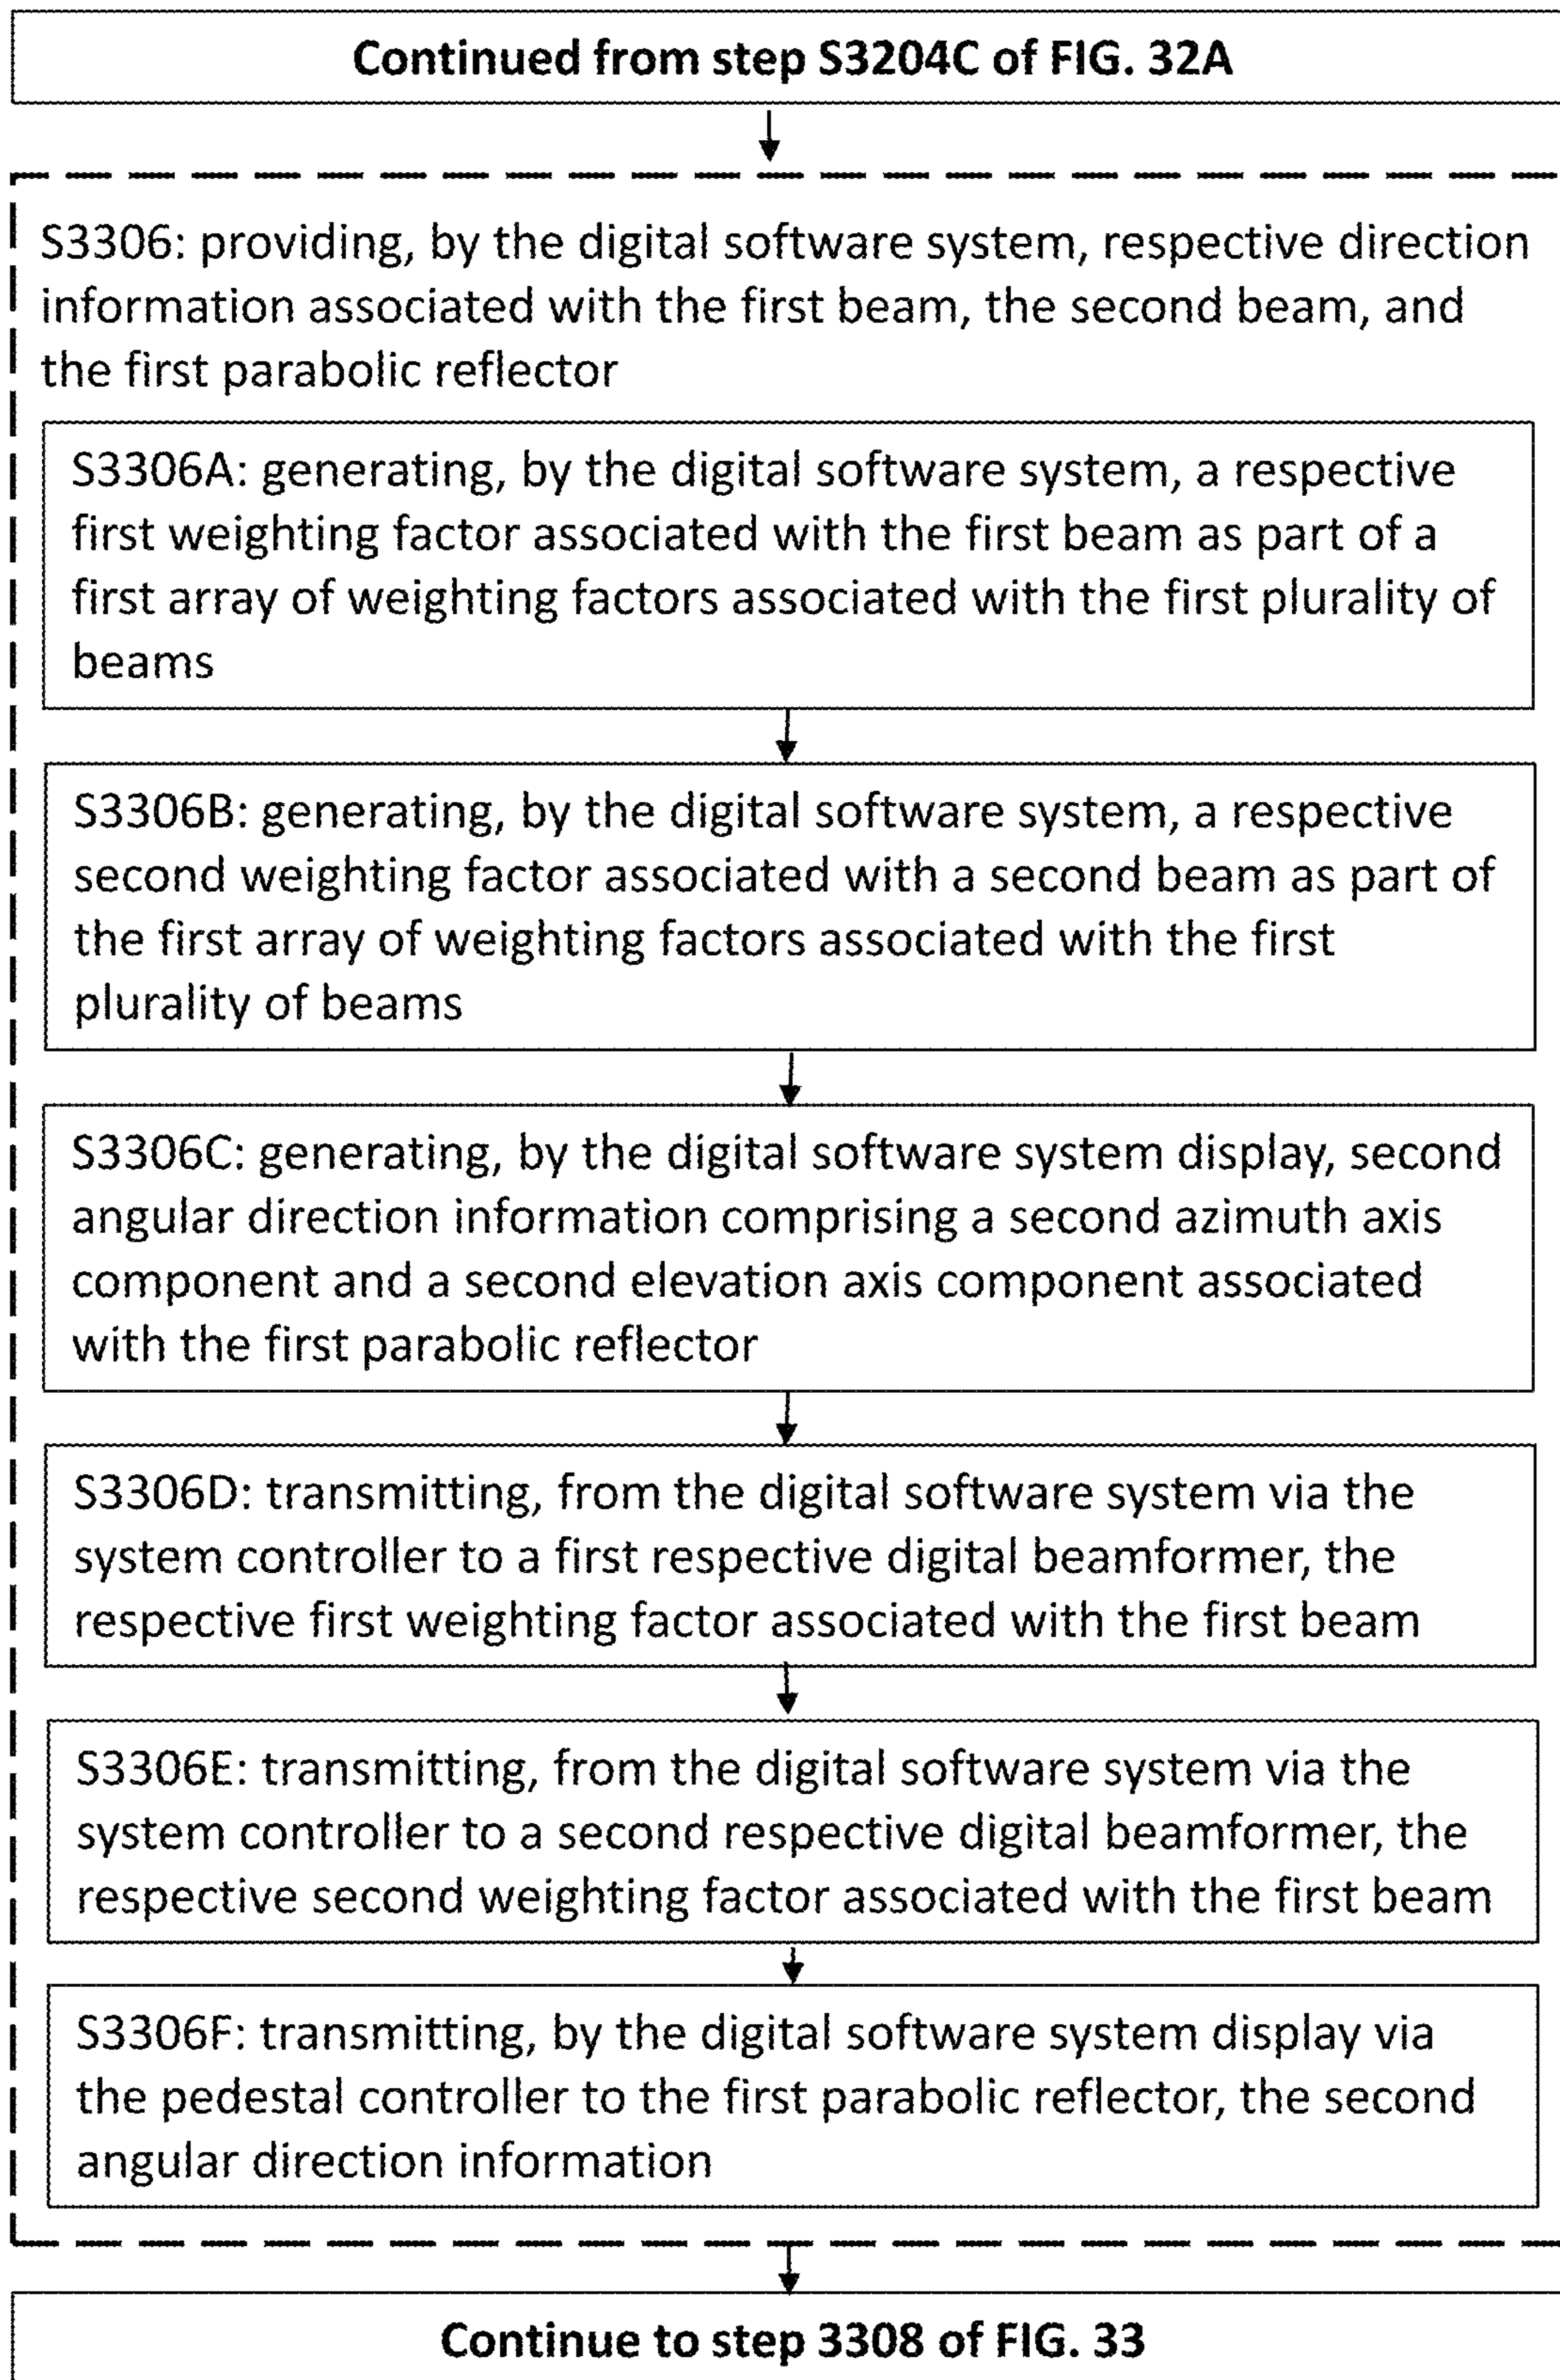 Continued from step S3204C of FIG. 32A
S3306: providing, by the digital software system, respective direction
information associated with the first beam, the second beam, and
the first parabolic reflector
S3306A: generating, by the digital software system, a respective
first weighting factor associated with the first beam as part of a
first array of weighting factors associated with the first plurality of
beams
S3306B: generating, by the digital software system, a respective
second weighting factor associated with a second beam as part of
the first array of weighting factors associated with the first
plurality of beams
S3306C: generating, by the digital software system display, second
angular direction information comprising a second azimuth axis
component and a second elevation axis component associated
with the first parabolic reflector
S3306D: transmitting, from the digital software system via the
system controller to a first respective digital beamformer, the
respective first weighting factor associated with the first beam
S3306E: transmitting, from the digital software system via the
system controller to a second respective digital beamformer, the
respective second weighting factor associated with the first beam
S3306F: transmitting, by the digital software system display via
the pedestal controller to the first parabolic reflector, the second
angular direction information
Continue to step 3308 of FIG. 33